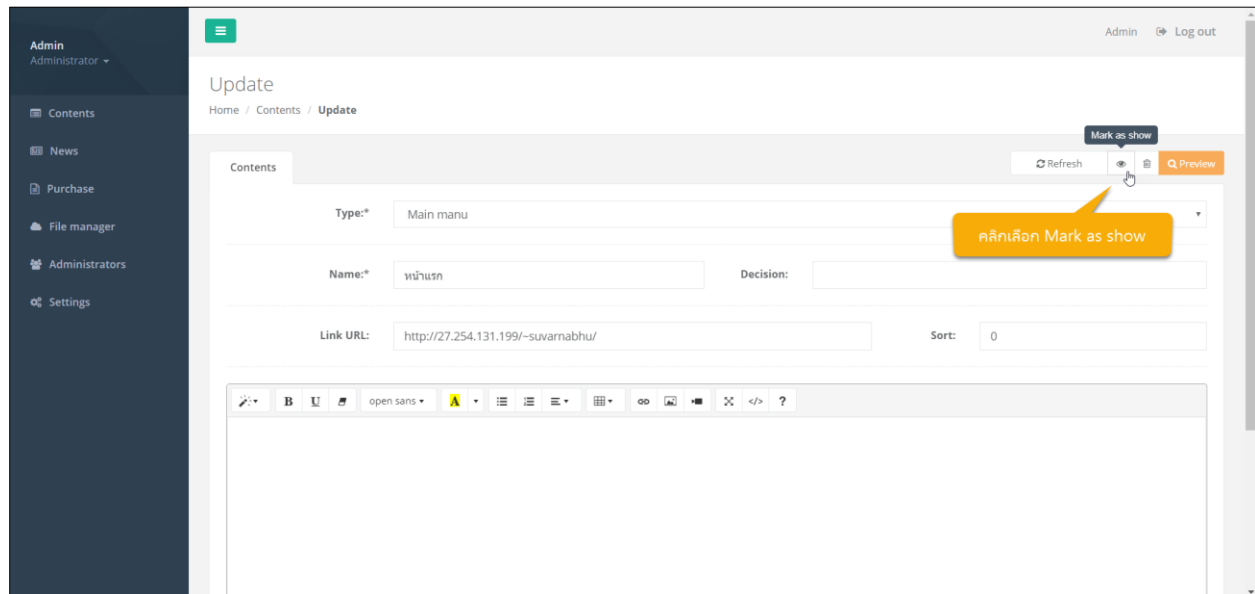 Admin
Administrator
Contents
News
Purchase
File manager
Administrators
Settings
Admin Log out
Update
Home / Contents / Update
Mark as show
Contents
Refresh Preview
Type:* Main manu
คลิกเลือก Mark as show
Name:* หน้าแรก Decision:
Link URL: http://27.254.131.199/~suvarnabhu/ Sort: 0
B U open sans A </> ?